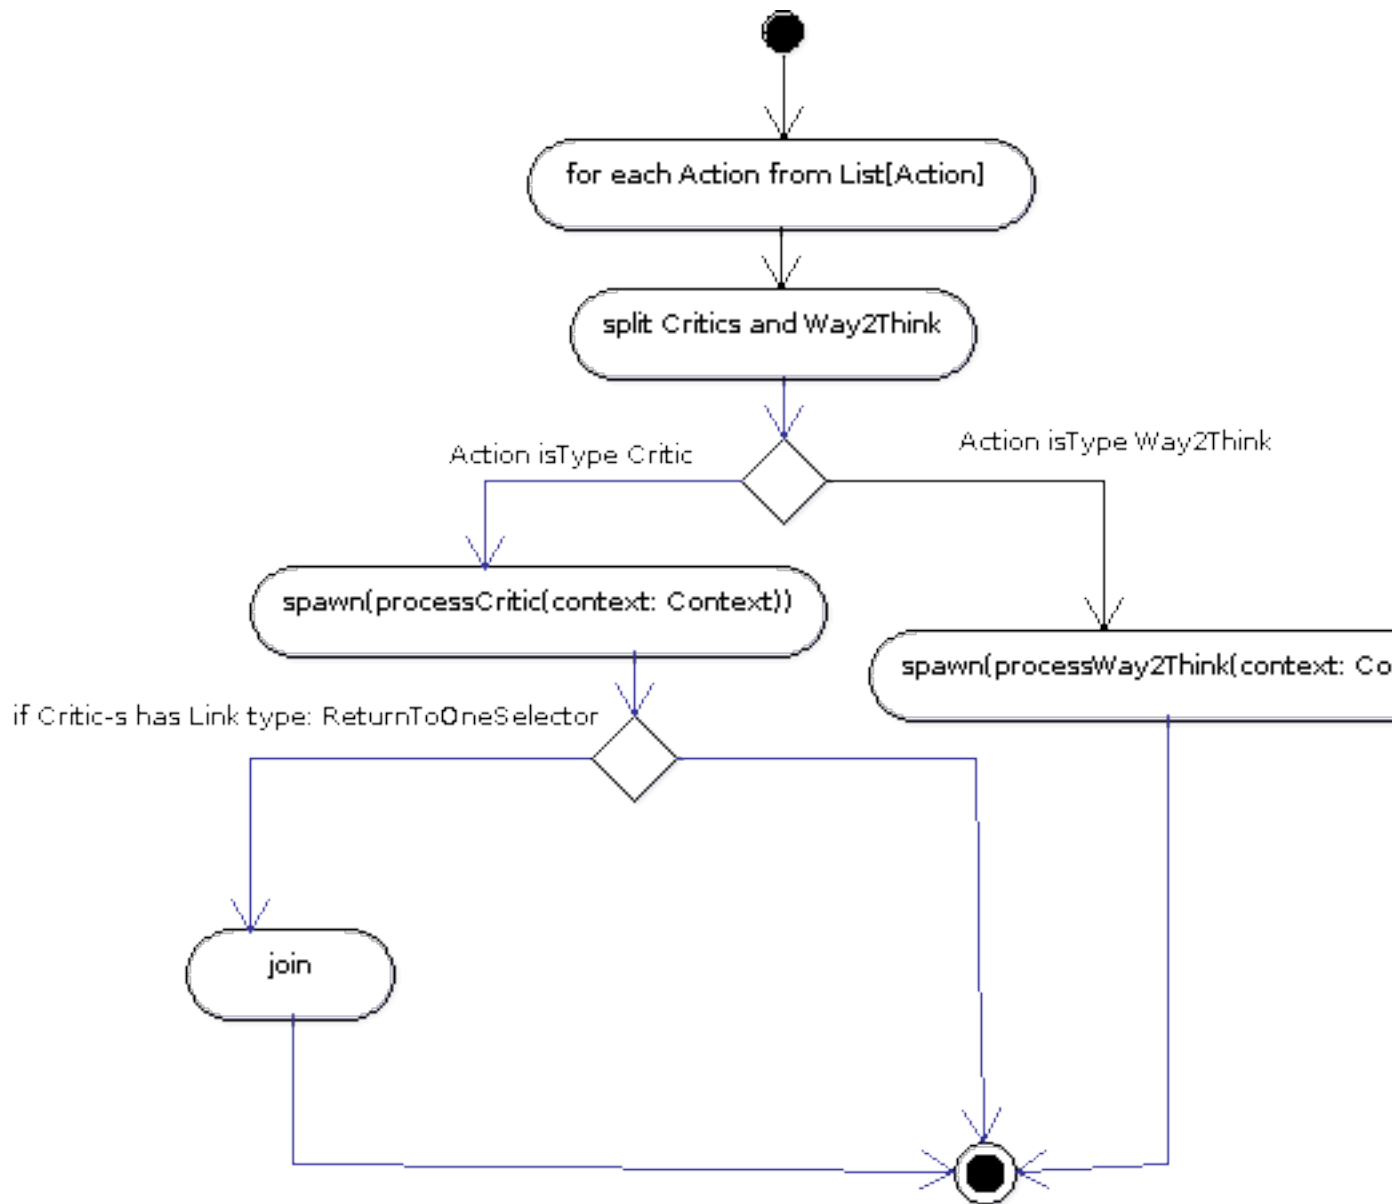 for each Action from List[Action]
split Critics and Way2Think
Action isType Critic
Action isType Way2Think
spawn(processCritic(context: Context))
spawn(processWay2Think(context: Co
if Critic-s has Link type: ReturnToOneSelector
join